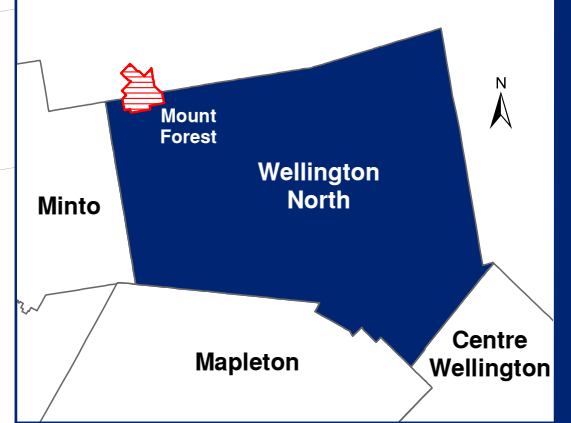 N
Mount
Forest
Wellington
North
Minto
Centre
Wellington
Mapleton